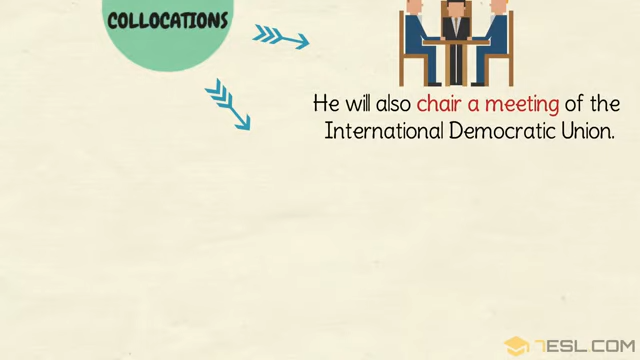 COLLOCATIONS
He will also chair a meeting of the
International Democratic Union.
7ESL.COM